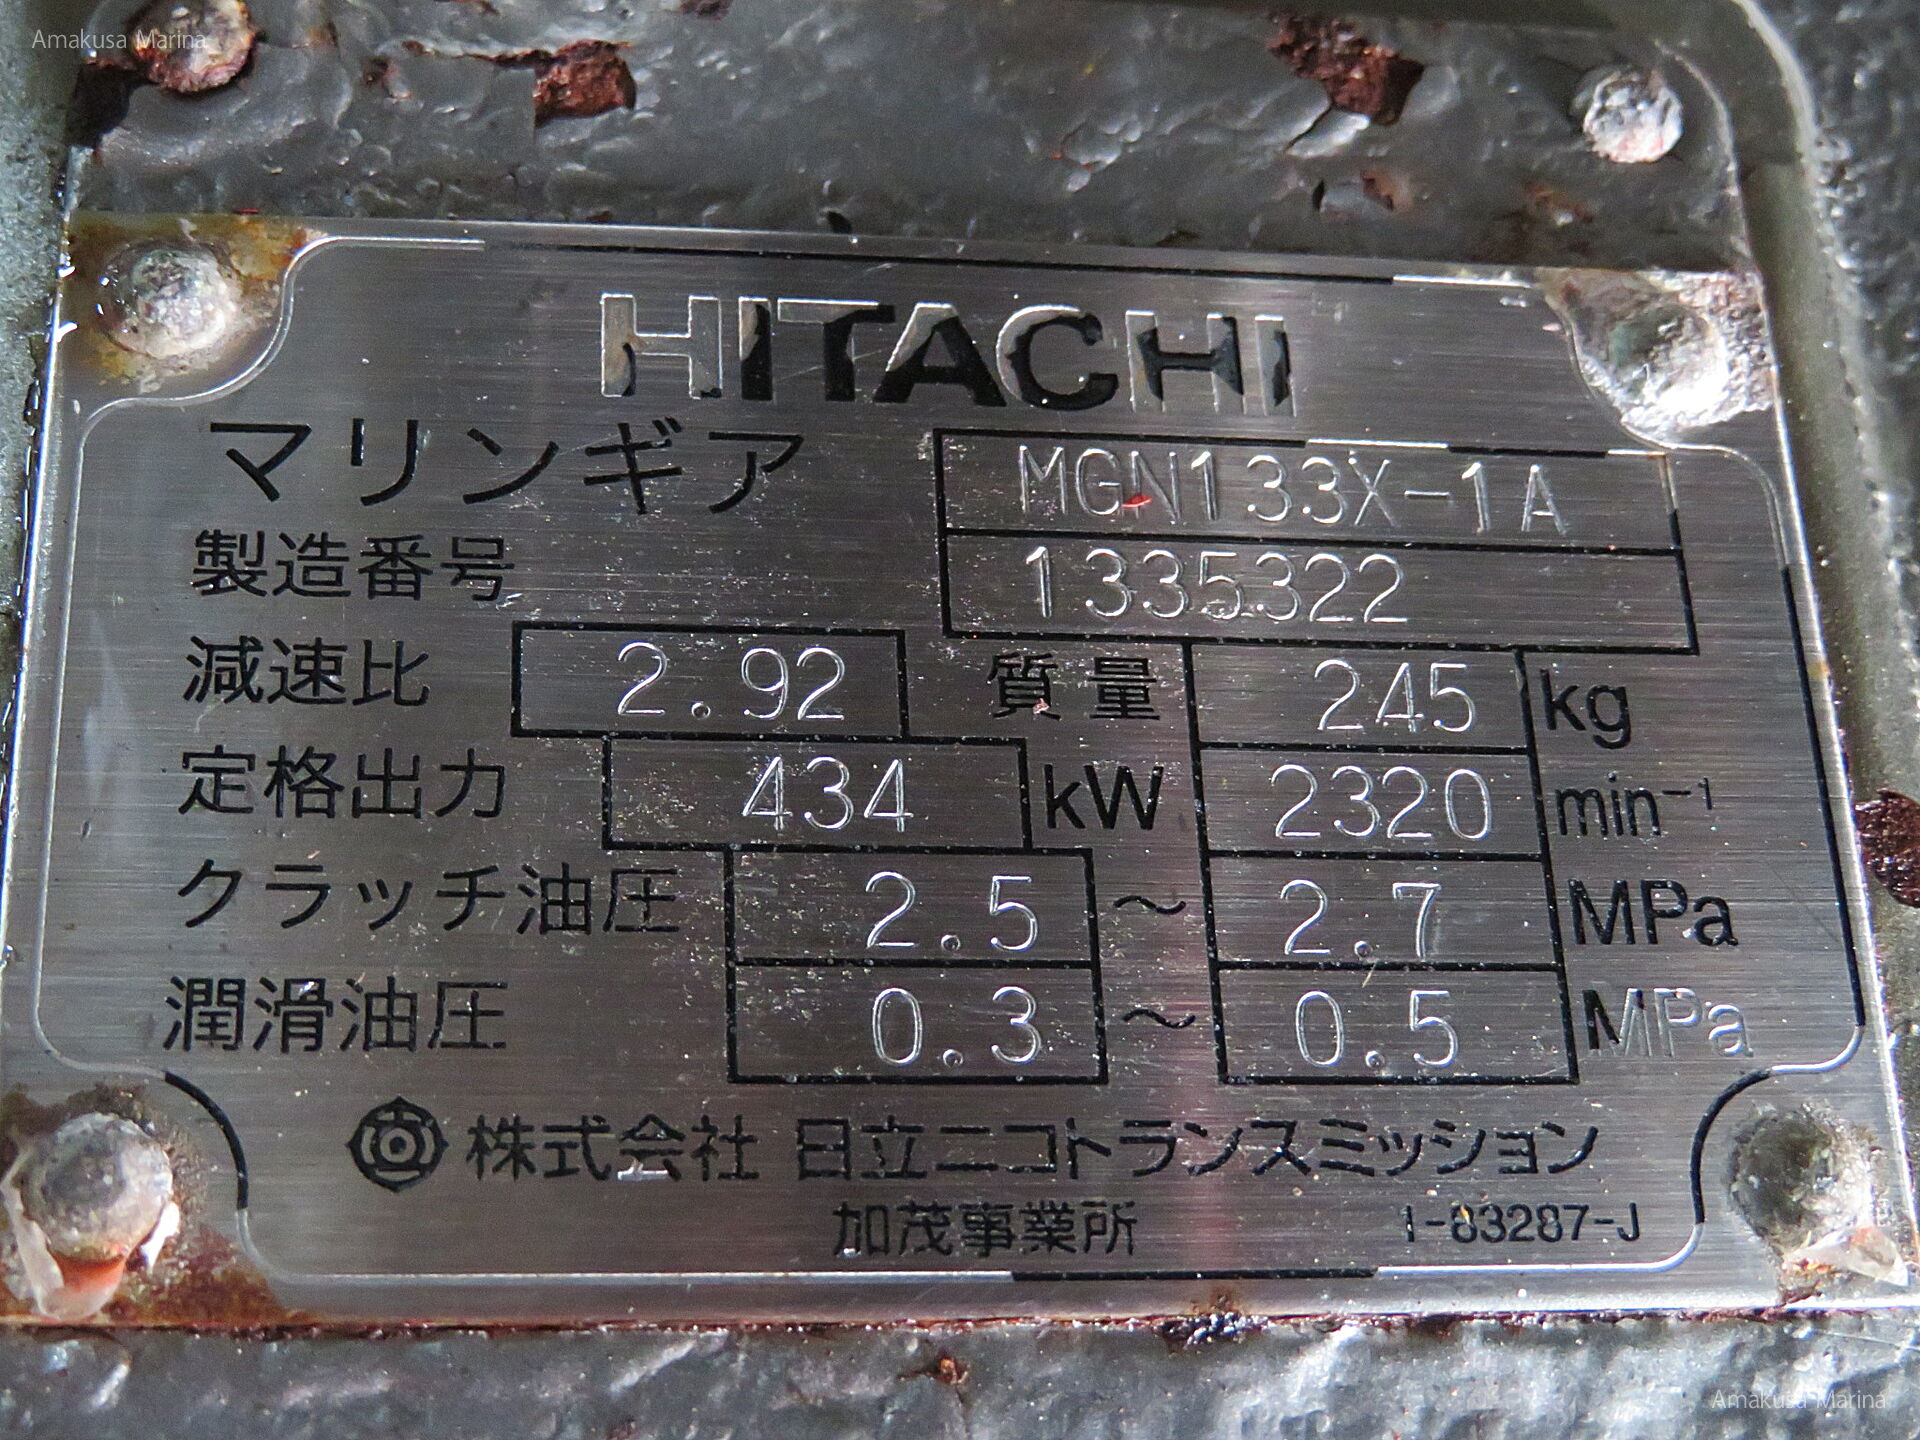 Amakusa Marina
HITACHI
マリンギア MGN133X-1A
製造番号 1335322
減速比 2.92 質量 245 kg
定格出力 434 kW 2320 min⁻¹
クラッチ油圧 2.5 ～ 2.7 MPa
潤滑油圧 0.3 ～ 0.5 MPa
株式会社 日立ニコトランスミッション
加茂事業所 1-83287-J
Amakusa Marina